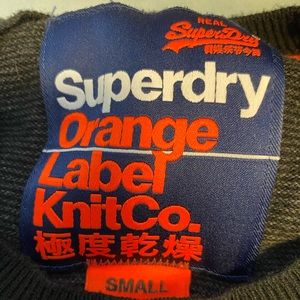 REAL
SuperDry
Superdry
Orange
Label
KnitCo.
極度乾燥
SMALL